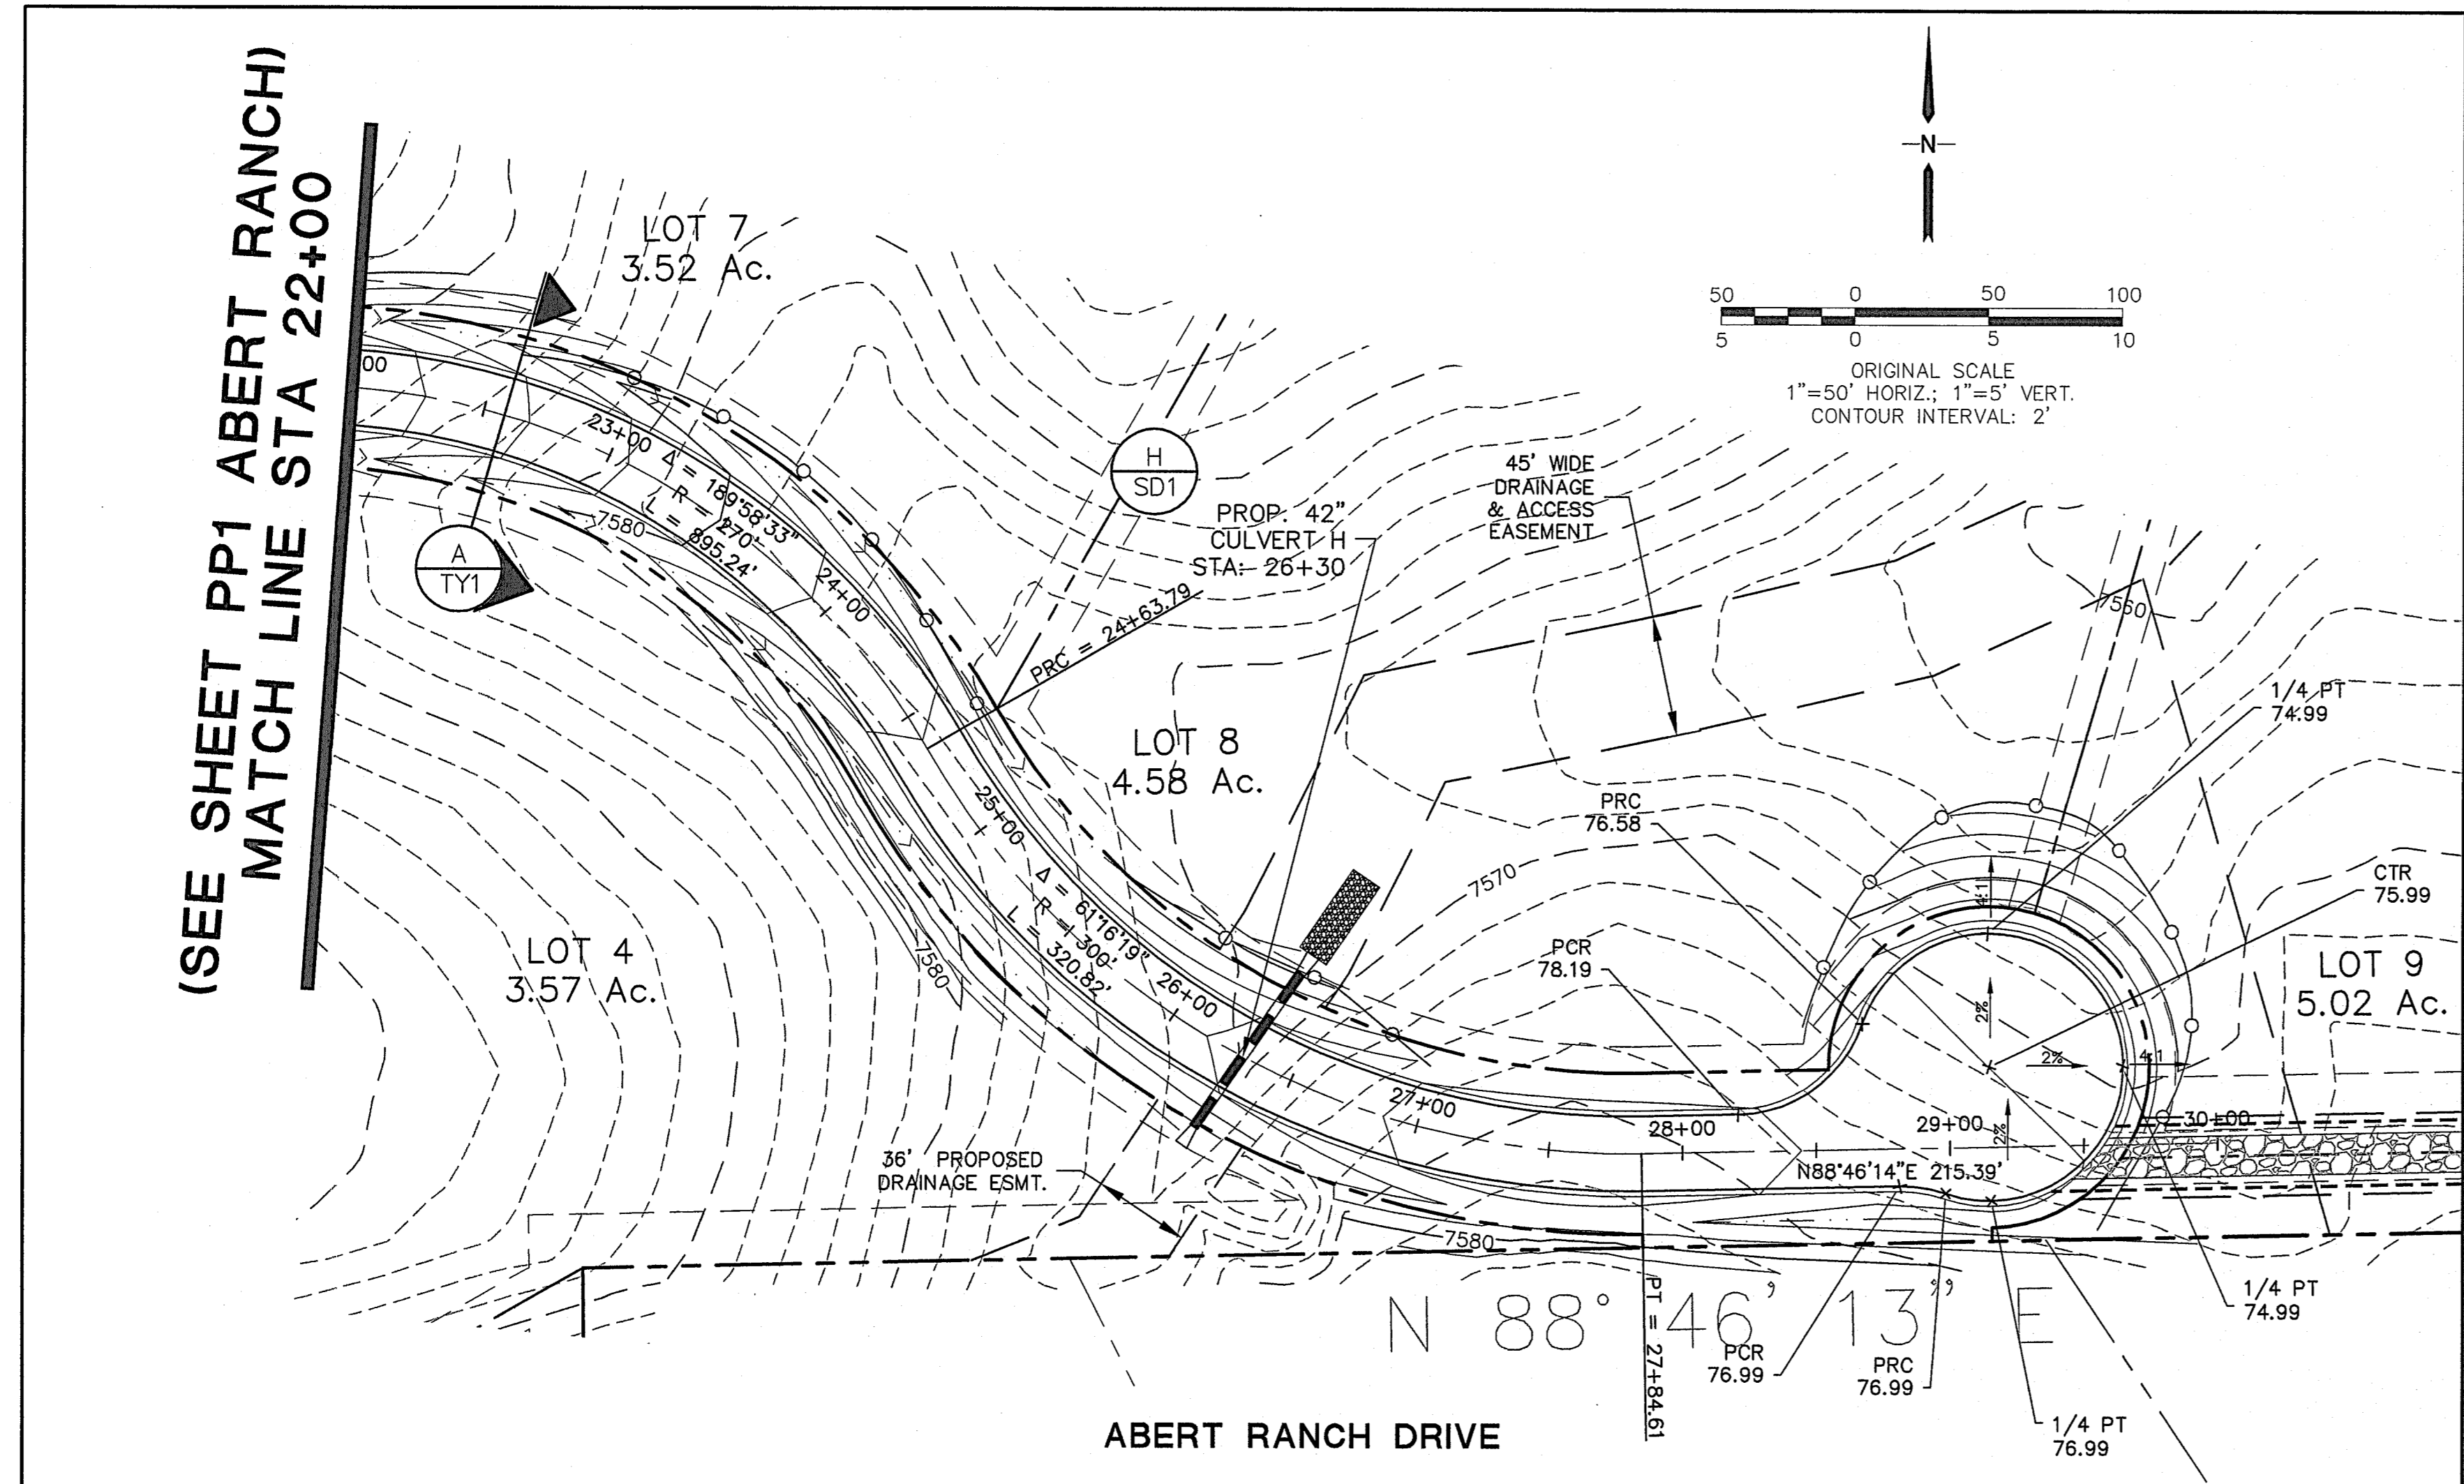 (SEE SHEET PP1 ABERT RANCH)
MATCH LINE STA 22+00
LOT 7
3.52 Ac.
-N-
50 0 50 100
5 0 5 10
ORIGINAL SCALE
1"=50' HORIZ.; 1"=5' VERT.
CONTOUR INTERVAL: 2'
00
23+00
Δ = 189°58'33"
R = 270'
L = 895.24'
7580
24+00
A
TY1
H
SD1
PROP. 42"
CULVERT H
STA: 26+30
PRC = 24+63.79
45' WIDE
DRAINAGE
& ACCESS
EASEMENT
7560
1/4 PT
74.99
LOT 8
4.58 Ac.
PRC
76.58
7570
CTR
75.99
25+00
Δ = 61°16'19"
R = 300'
L = 320.82'
26+00
LOT 4
3.57 Ac.
7580
PCR
78.19
4:1
2%
2%
4:1
2%
LOT 9
5.02 Ac.
27+00
28+00
29+00
30+00
N88°46'14"E 215.39'
36' PROPOSED
DRAINAGE ESMT.
7580
N 88° 46' 13" E
PT = 27+84.61
PCR
76.99
PRC
76.99
1/4 PT
74.99
1/4 PT
76.99
ABERT RANCH DRIVE